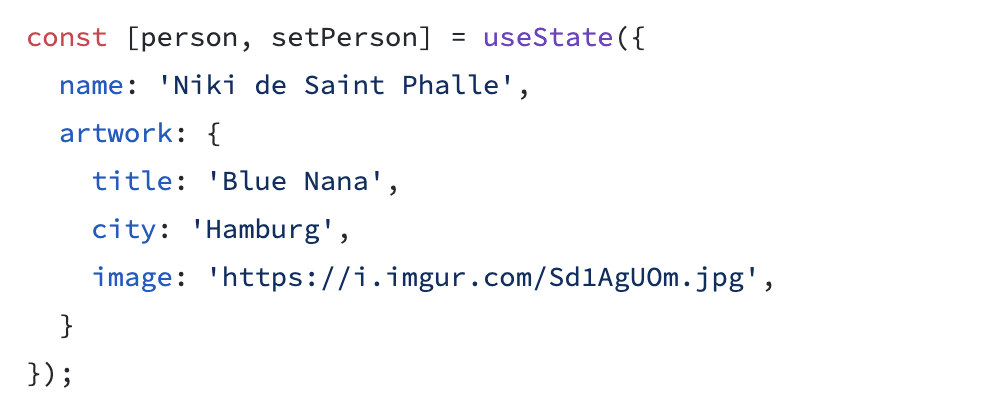 const [person, setPerson] = useState({
  name: 'Niki de Saint Phalle',
  artwork: {
    title: 'Blue Nana',
    city: 'Hamburg',
    image: 'https://i.imgur.com/Sd1AgUOm.jpg',
  }
});